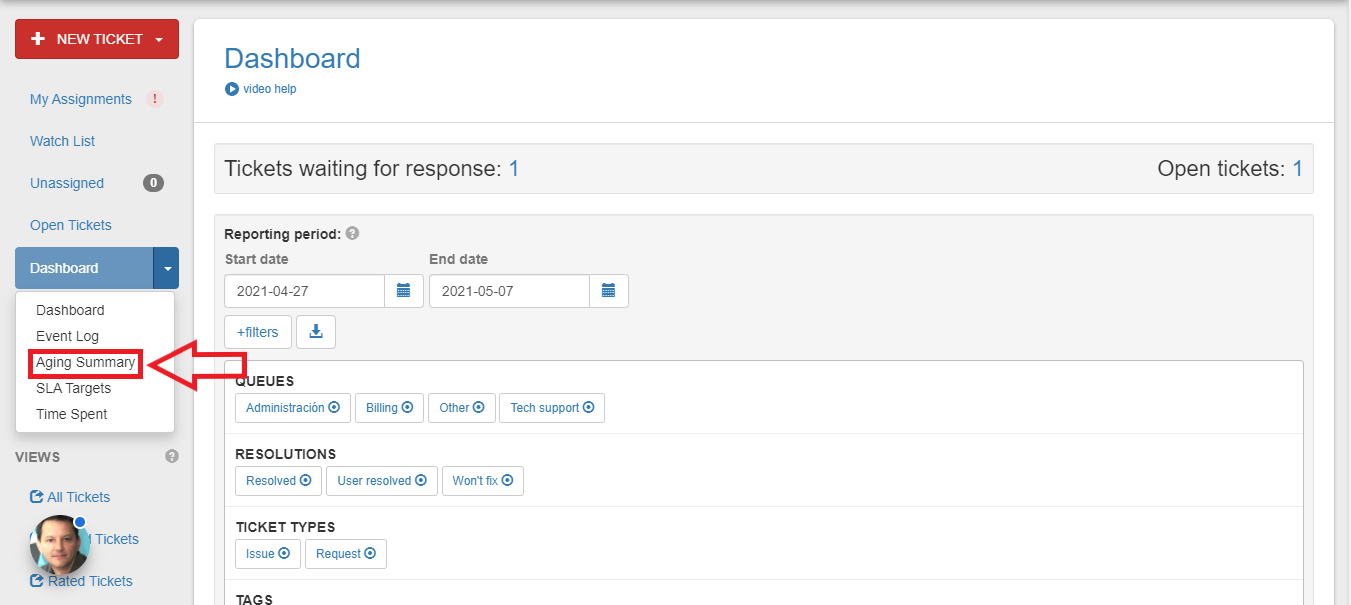 NEW TICKET
My Assignments !
Watch List
Unassigned 0
Open Tickets
Dashboard
Dashboard
Event Log
Aging Summary
SLA Targets
Time Spent
VIEWS ?
All Tickets
Tickets
Rated Tickets
Dashboard
video help
Tickets waiting for response: 1 Open tickets: 1
Reporting period: ?
Start date End date
2021-04-27 2021-05-07
+filters
QUEUES
Administración Billing Other Tech support
RESOLUTIONS
Resolved User resolved Won't fix
TICKET TYPES
Issue Request
TAGS